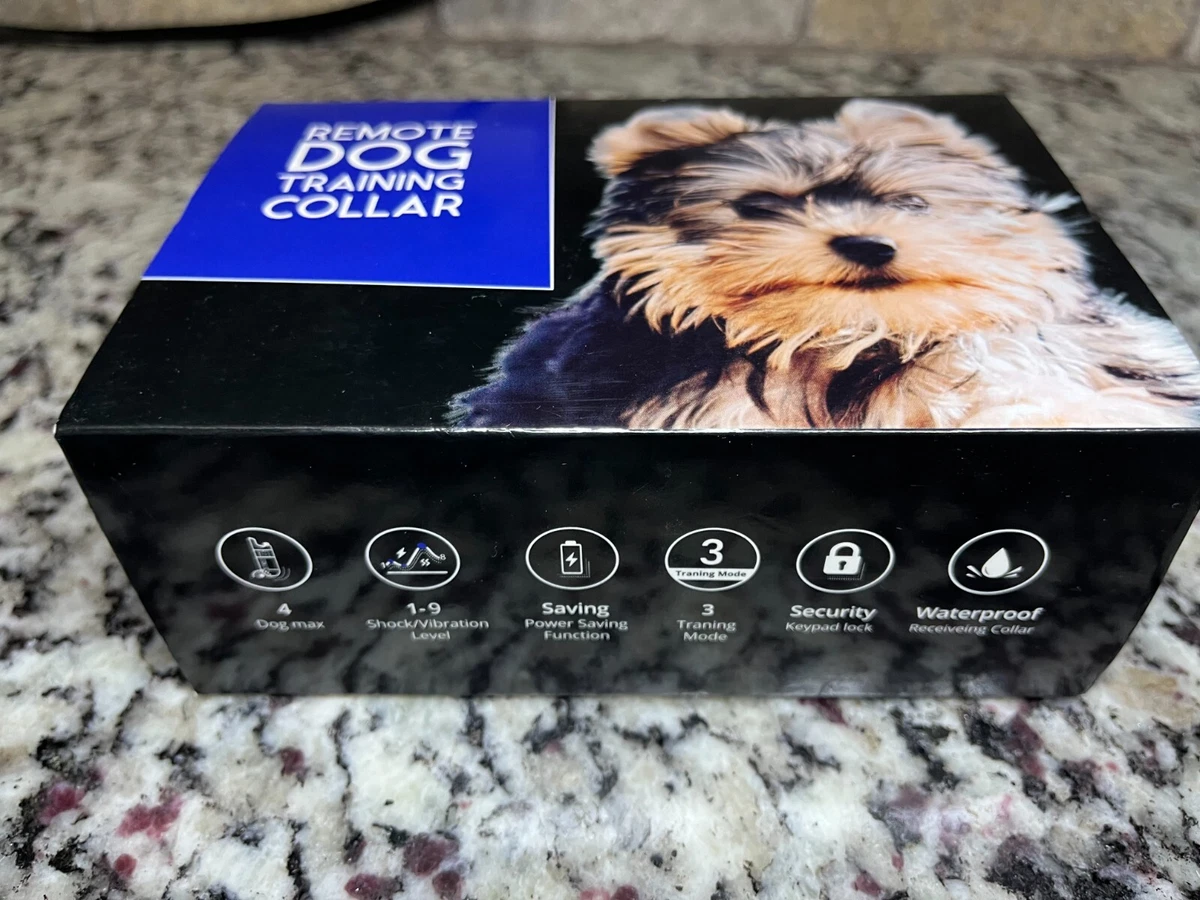 REMOTE
DOG
TRAINING
COLLAR
3
Traning Mode
4
Dog max
1-9
Shock/Vibration
Level
Saving
Power Saving
Function
3
Traning
Mode
Security
Keypad lock
Waterproof
Receiveing Collar